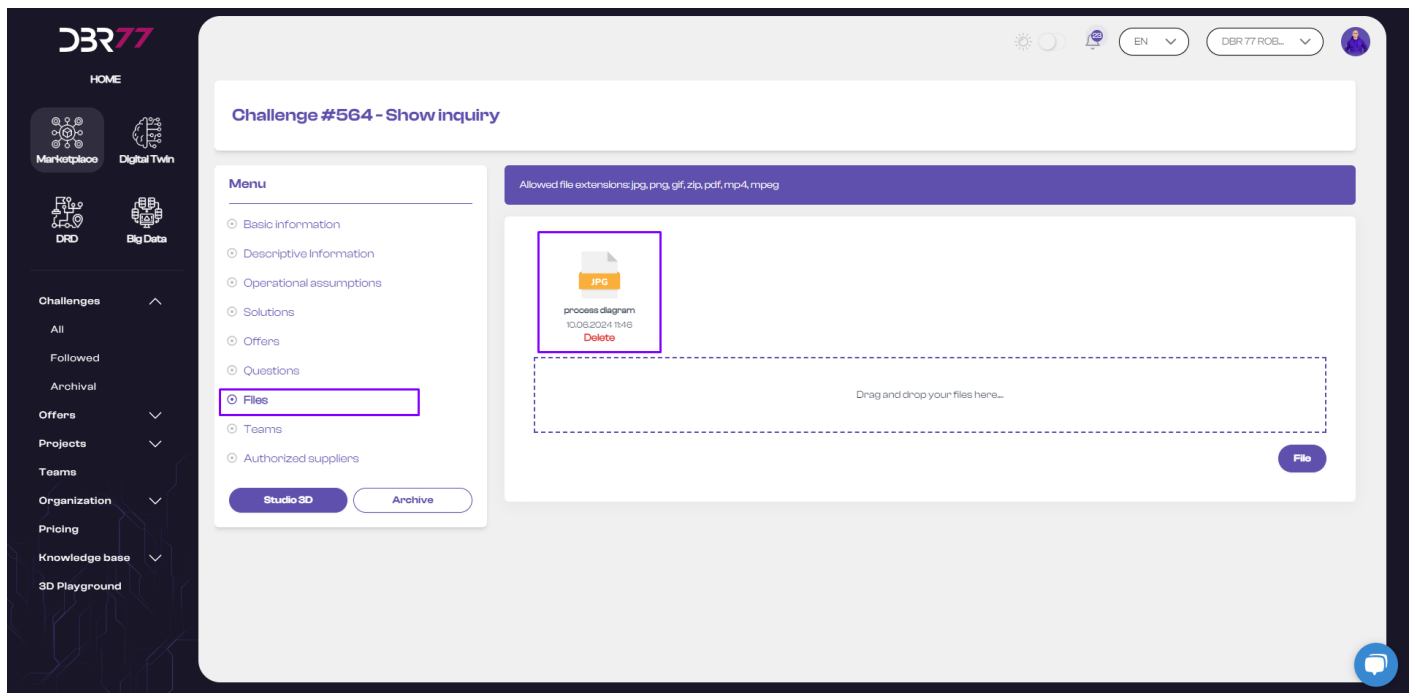 DBR77
HOME
Marketplace
Digital Twin
DRD
Big Data
Challenges
All
Followed
Archival
Offers
Projects
Teams
Organization
Pricing
Knowledge base
3D Playground
23
EN
DBR 77 ROB...
Challenge #564 - Show inquiry
Menu
Basic information
Descriptive Information
Operational assumptions
Solutions
Offers
Questions
Files
Teams
Authorized suppliers
Studio 3D
Archive
Allowed file extensions: jpg, png, gif, zip, pdf, mp4, mpeg
JPG
process diagram
10.06.2024 11:46
Delete
Drag and drop your files here...
File